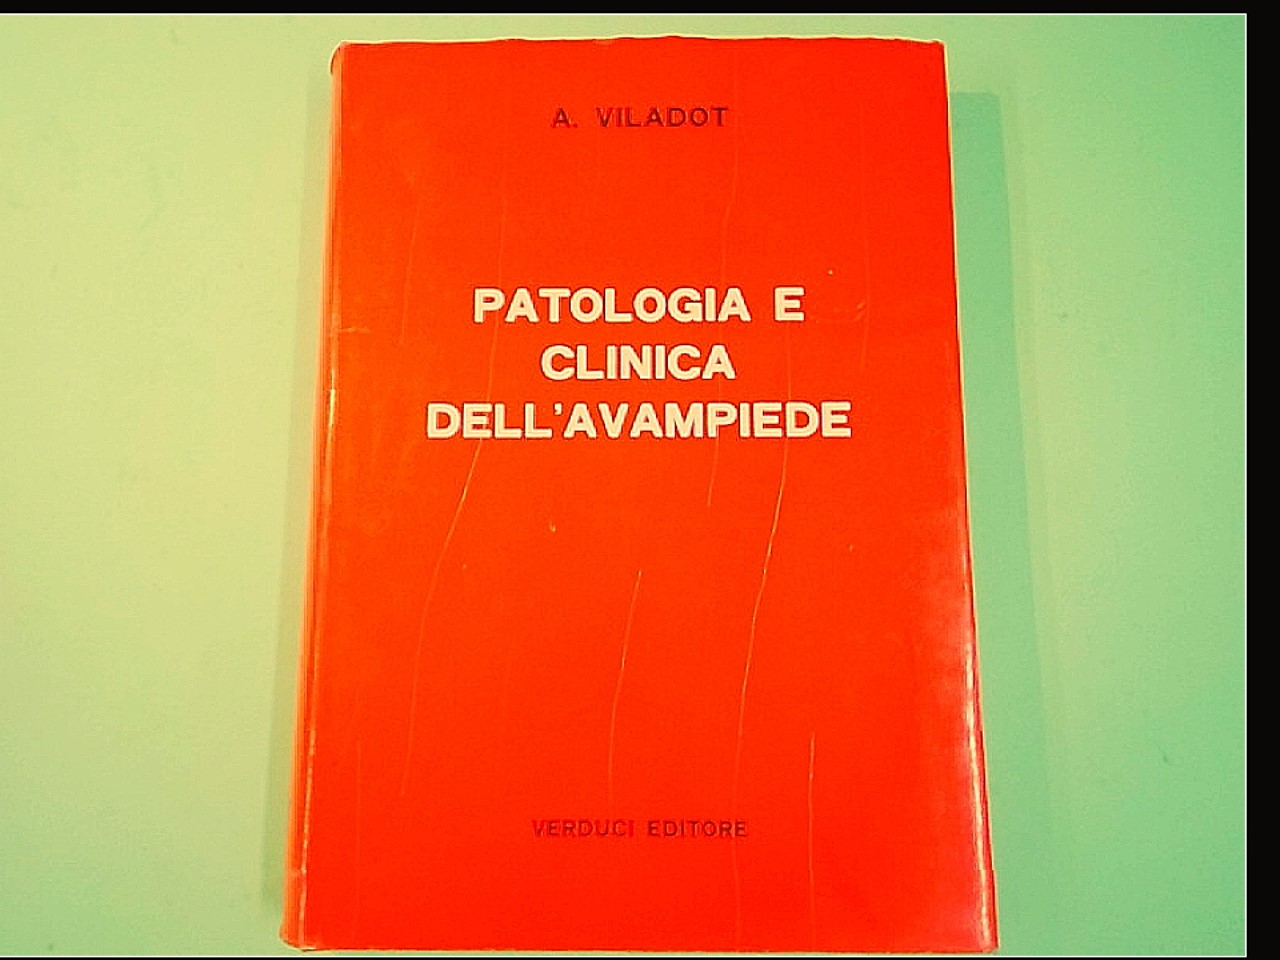 A. VILADOT
PATOLOGIA E
CLINICA
DELL'AVAMPIEDE
VERDUCI EDITORE